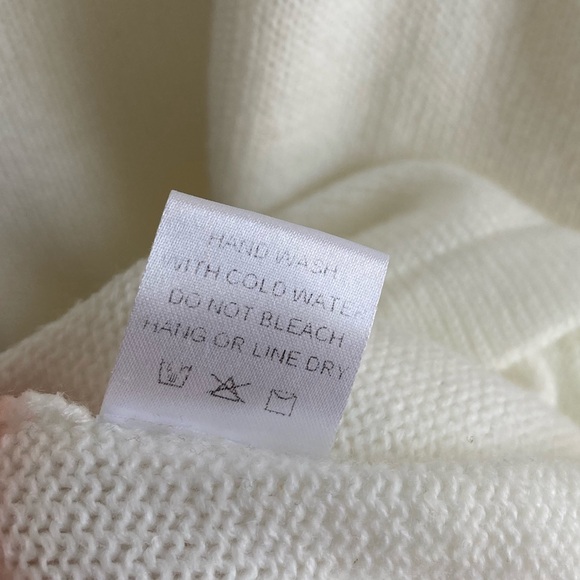 HAND WASH
WITH COLD WATER
DO NOT BLEACH
HANG OR LINE DRY